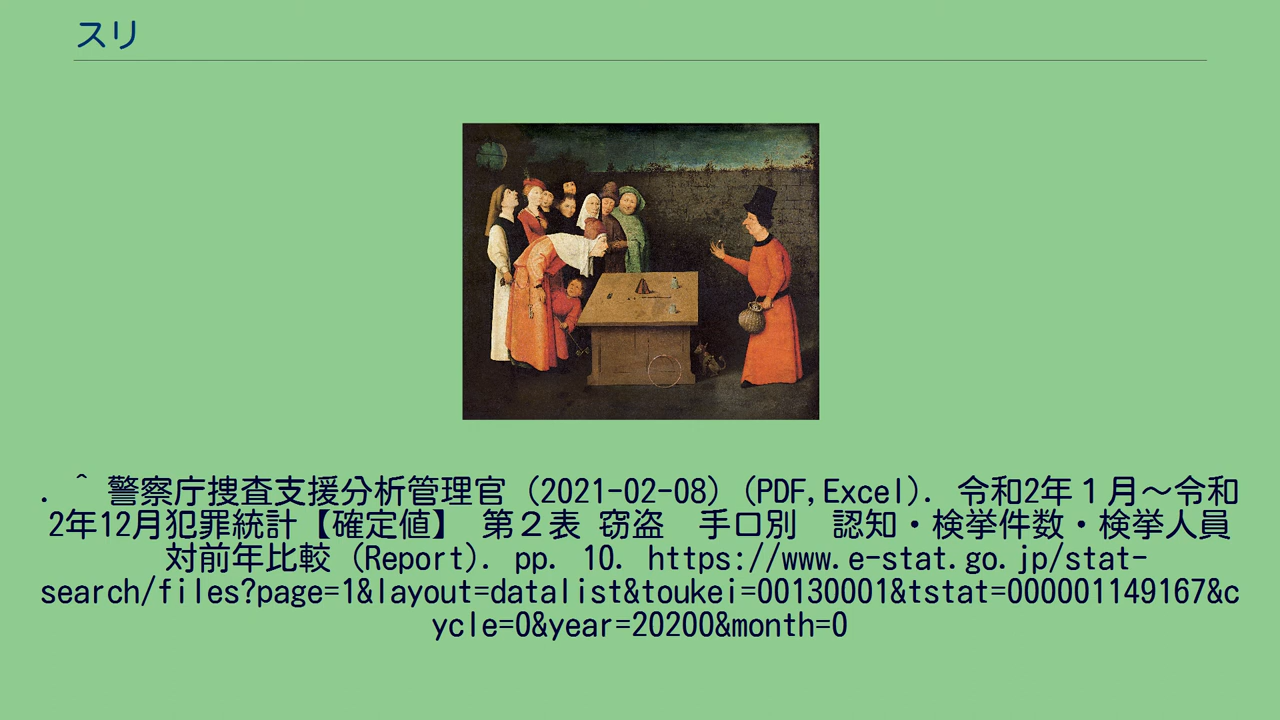 スリ
. ^ 警察庁捜査支援分析管理官 (2021-02-08) (PDF,Excel). 令和2年１月～令和
2年12月犯罪統計【確定値】 第２表 窃盗　手口別　認知・検挙件数・検挙人員
対前年比較 (Report). pp. 10. https://www.e-stat.go.jp/stat-
search/files?page=1&layout=datalist&toukei=00130001&tstat=000001149167&c
ycle=0&year=20200&month=0